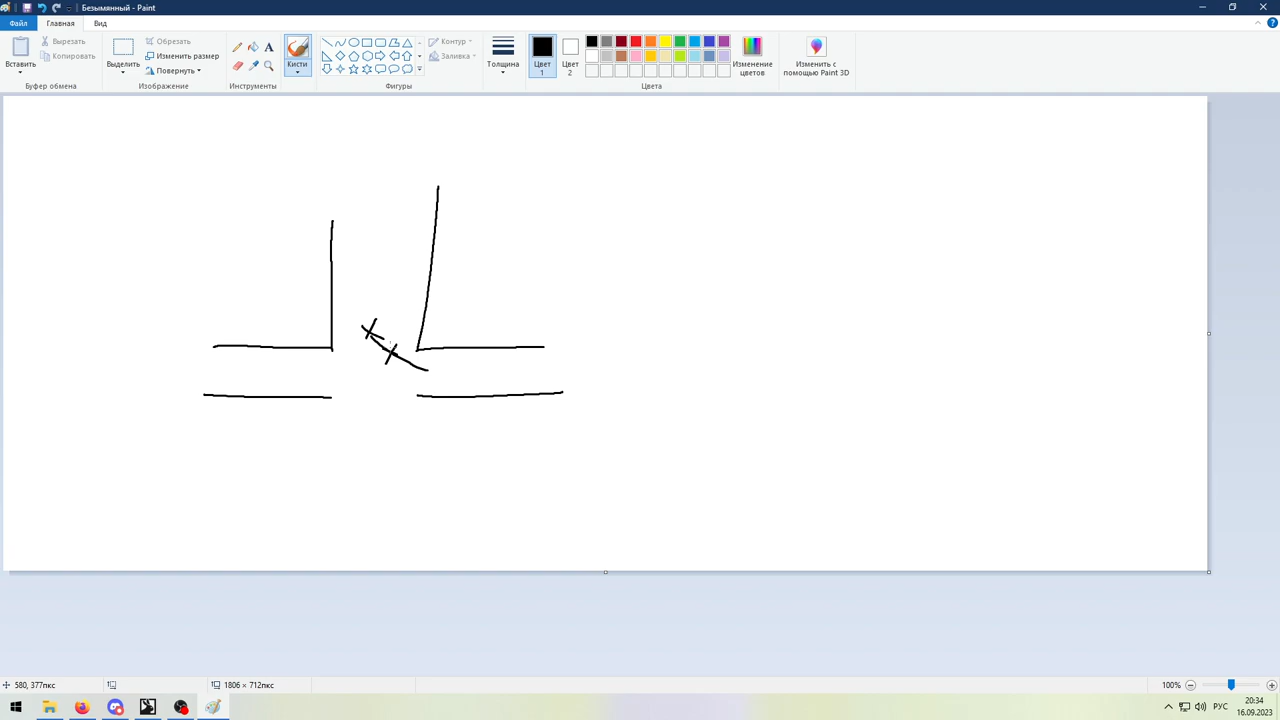 Безымянный - Paint
Файл Главная Вид
Вставить
Вырезать
Копировать
Буфер обмена
Выделить
Обрезать
Изменить размер
Повернуть
Изображение
A
Инструменты
Кисти
Контур
Заливка
Фигуры
Толщина
Цвет 1
Цвет 2
Изменение цветов
Цвета
Изменить с помощью Paint 3D
580, 377пкс
1806 × 712пкс
100%
РУС
20:34
16.09.2023